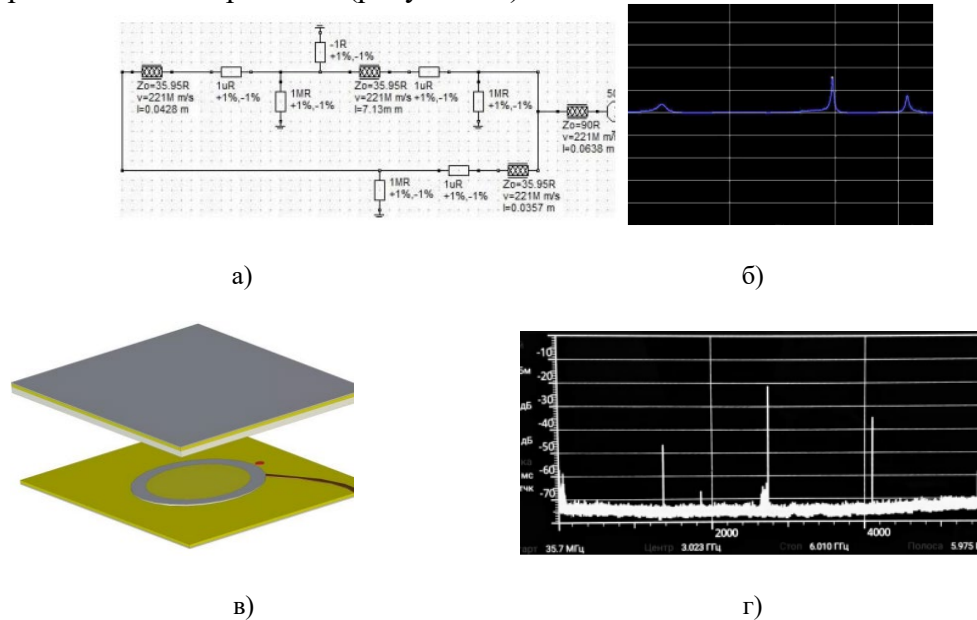 -1R
+1%,-1%
Zo=35.95R
v=221M m/s
l=0.0428 m
1uR
+1%,-1%
1MR
+1%,-1%
Zo=35.95R
v=221M m/s
l=7.13m
1uR
+1%,-1%
1MR
+1%,-1%
Zo=90R
v=221M m/
l=0.0638 m
1MR
+1%,-1%
1uR
+1%,-1%
Zo=35.95R
v=221M m/s
l=0.0357 m
а)
б)
-10
-20
-30
-40
-50
-60
-70
дБ
дБ
мс
тчк
2000
4000
арт 35.7 МГц
Центр 3.023 ГГц
Стоп 6.010 ГГц
Полоса 5.975
в)
г)